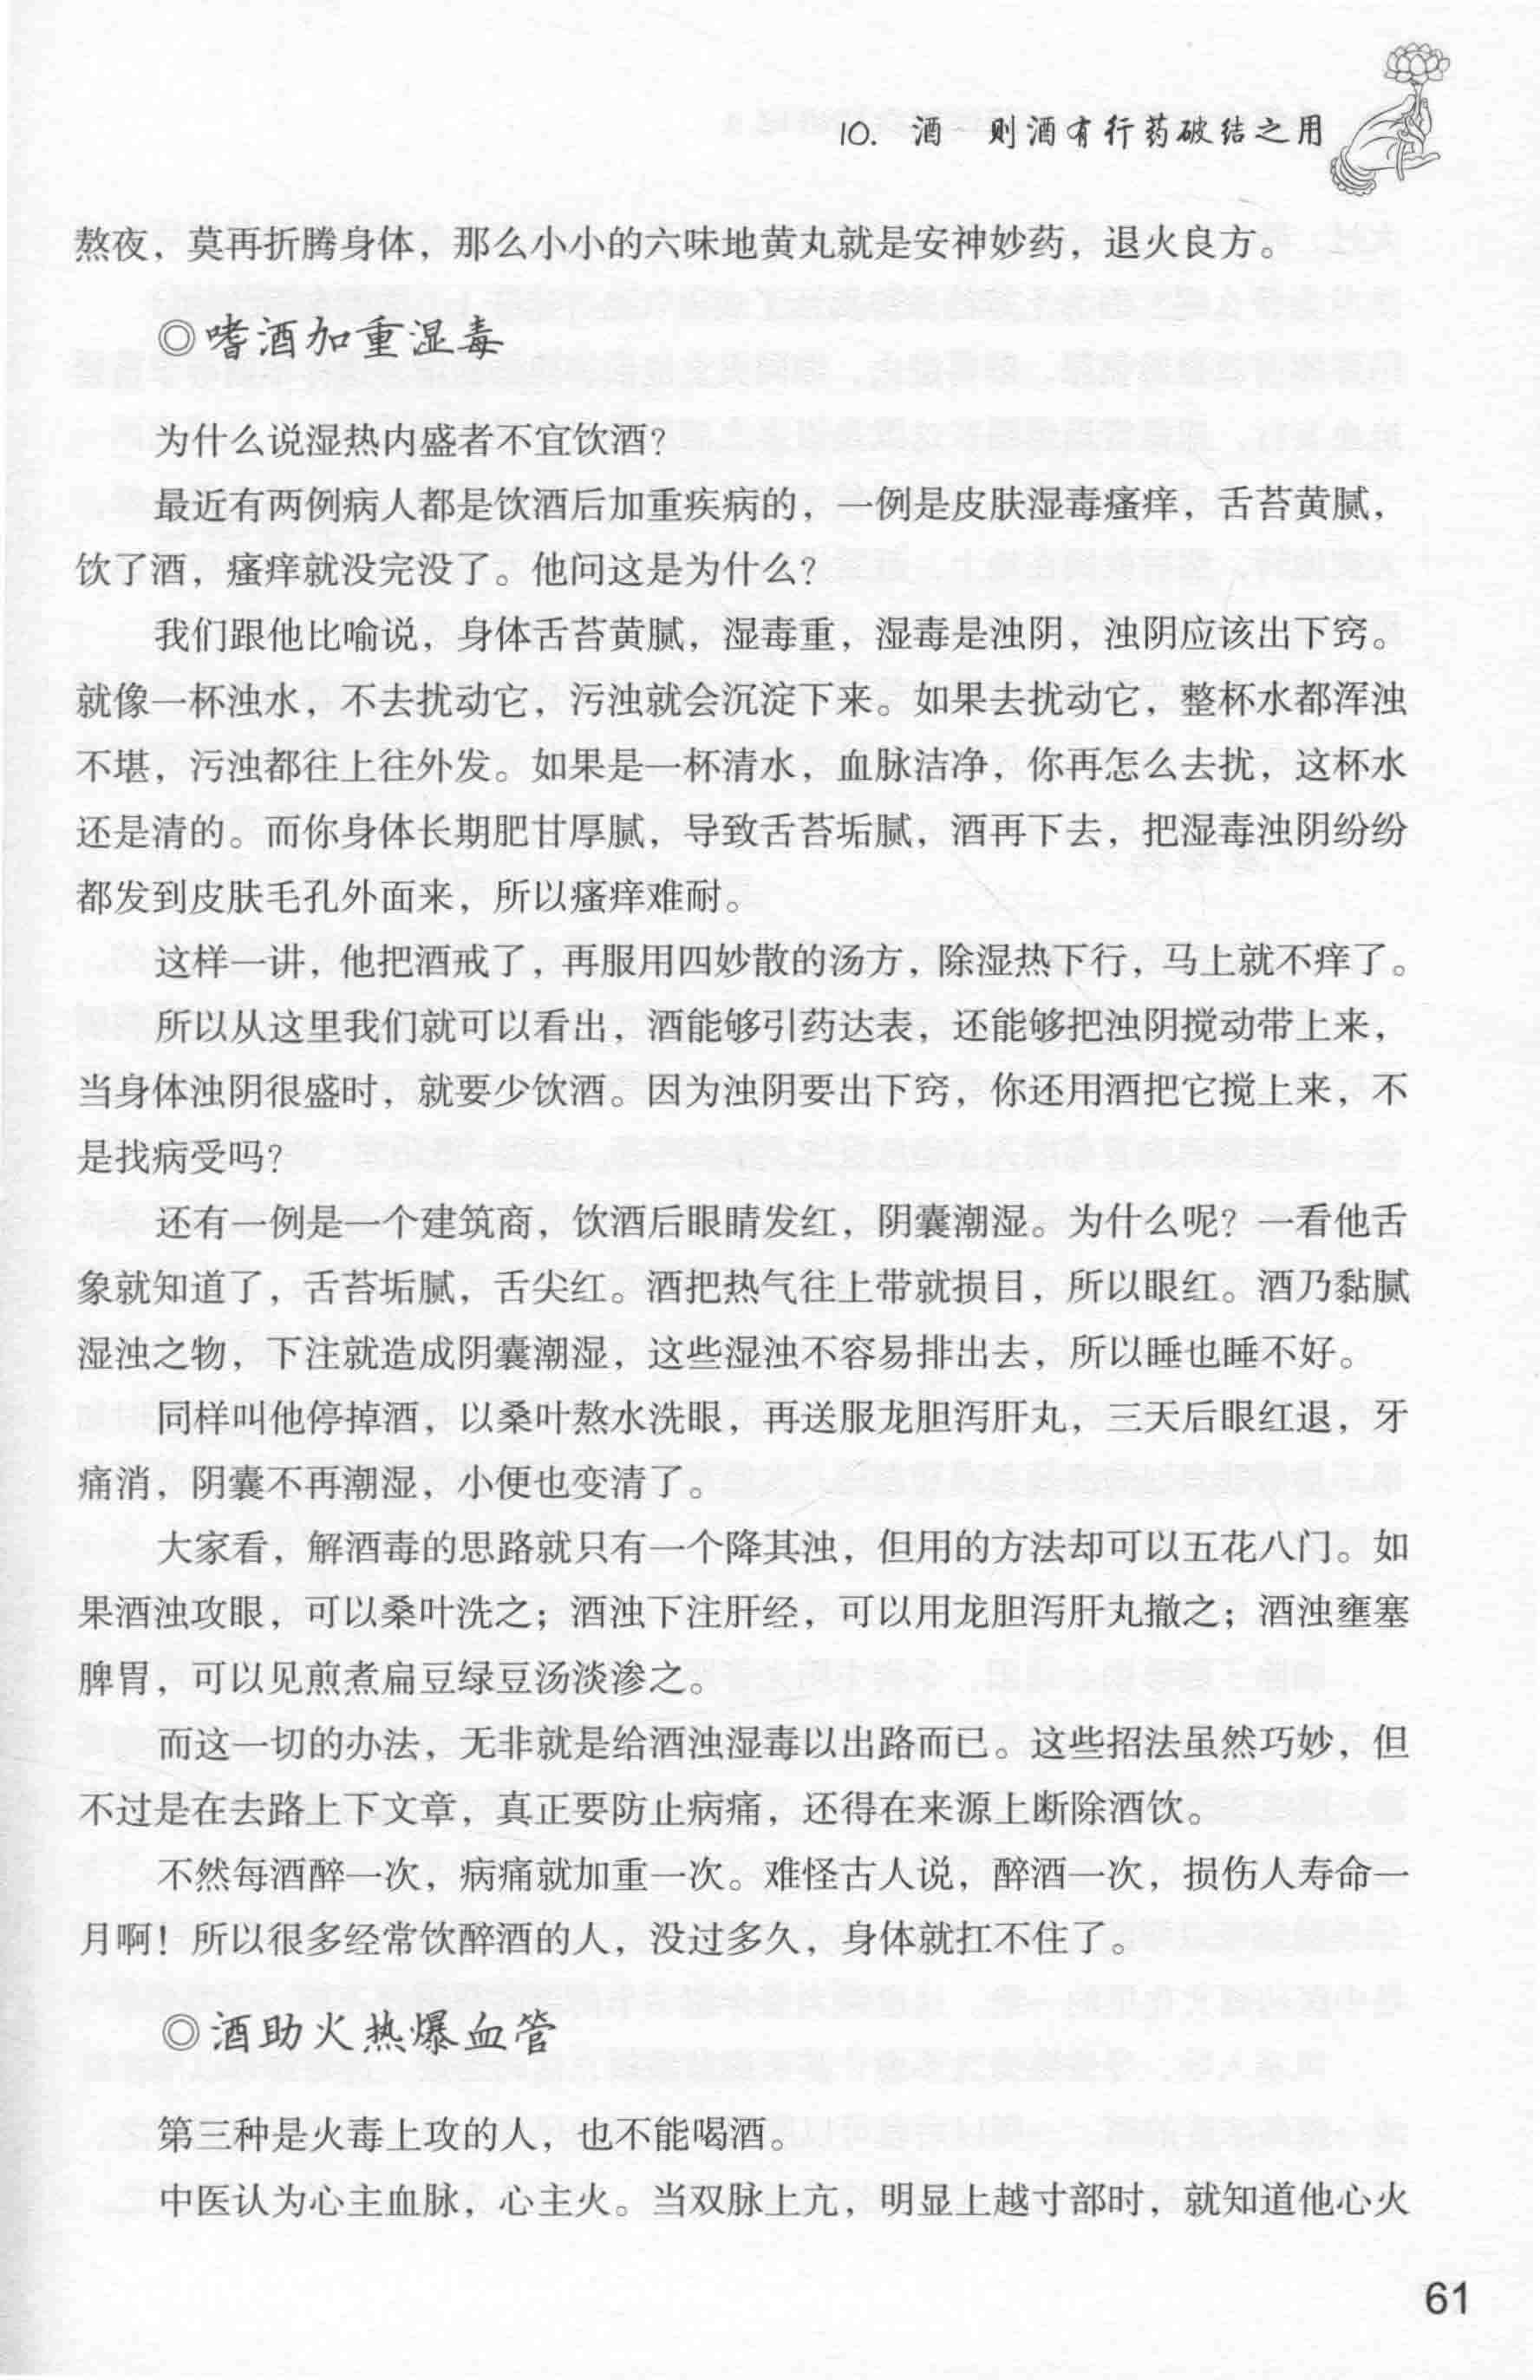 10. 酒 则酒有行药破结之用
熬夜，莫再折腾身体，那么小小的六味地黄丸就是安神妙药，退火良方。
◎嗜酒加重湿毒
为什么说湿热内盛者不宜饮酒？
最近有两例病人都是饮酒后加重疾病的，一例是皮肤湿毒瘙痒，舌苔黄腻，
饮了酒，瘙痒就没完没了。他问这是为什么？
我们跟他比喻说，身体舌苔黄腻，湿毒重，湿毒是浊阴，浊阴应该出下窍。
就像一杯浊水，不去扰动它，污浊就会沉淀下来。如果去扰动它，整杯水都浑浊
不堪，污浊都往上往外发。如果是一杯清水，血脉洁净，你再怎么去扰，这杯水
还是清的。而你身体长期肥甘厚腻，导致舌苔垢腻，酒再下去，把湿毒浊阴纷纷
都发到皮肤毛孔外面来，所以瘙痒难耐。
这样一讲，他把酒戒了，再服用四妙散的汤方，除湿热下行，马上就不痒了。
所以从这里我们就可以看出，酒能够引药达表，还能够把浊阴搅动带上来，
当身体浊阴很盛时，就要少饮酒。因为浊阴要出下窍，你还用酒把它搅上来，不
是找病受吗？
还有一例是一个建筑商，饮酒后眼睛发红，阴囊潮湿。为什么呢？一看他舌
象就知道了，舌苔垢腻，舌尖红。酒把热气往上带就损目，所以眼红。酒乃黏腻
湿浊之物，下注就造成阴囊潮湿，这些湿浊不容易排出去，所以睡也睡不好。
同样叫他停掉酒，以桑叶熬水洗眼，再送服龙胆泻肝丸，三天后眼红退，牙
痛消，阴囊不再潮湿，小便也变清了。
大家看，解酒毒的思路就只有一个降其浊，但用的方法却可以五花八门。如
果酒浊攻眼，可以桑叶洗之；酒浊下注肝经，可以用龙胆泻肝丸撤之；酒浊壅塞
脾胃，可以见煎煮扁豆绿豆汤淡渗之。
而这一切的办法，无非就是给酒浊湿毒以出路而已。这些招法虽然巧妙，但
不过是在去路上下文章，真正要防止病痛，还得在来源上断除酒饮。
不然每酒醉一次，病痛就加重一次。难怪古人说，醉酒一次，损伤人寿命一
月啊！所以很多经常饮醉酒的人，没过多久，身体就扛不住了。
◎酒助火热爆血管
第三种是火毒上攻的人，也不能喝酒。
中医认为心主血脉，心主火。当双脉上亢，明显上越寸部时，就知道他心火
61